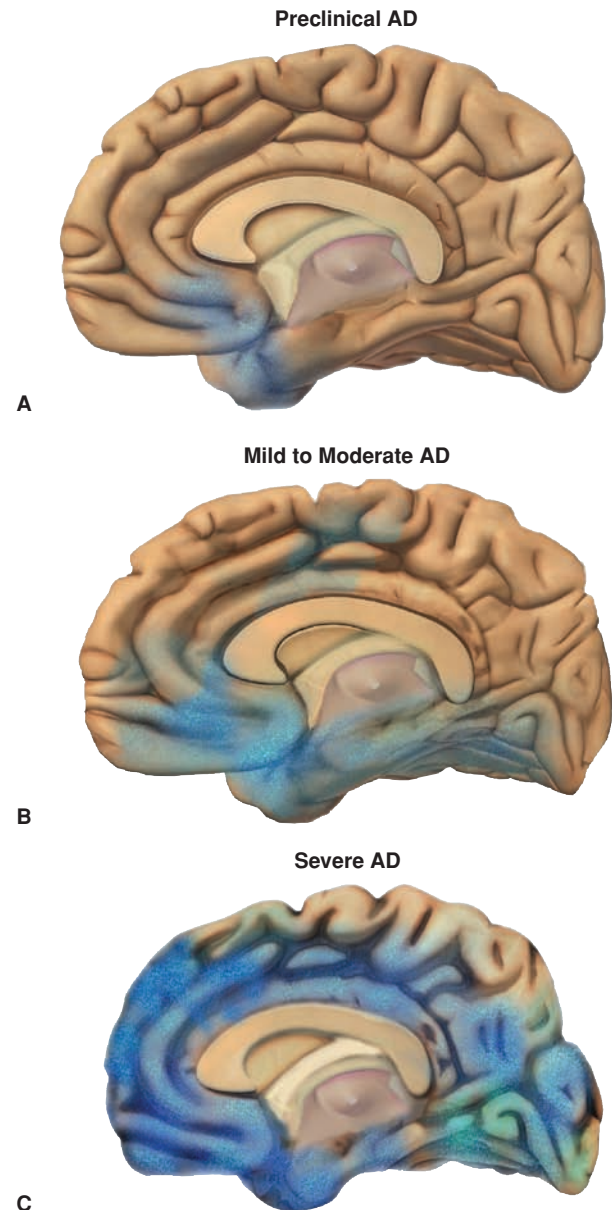 Preclinical AD
A
Mild to Moderate AD
B
Severe AD
C